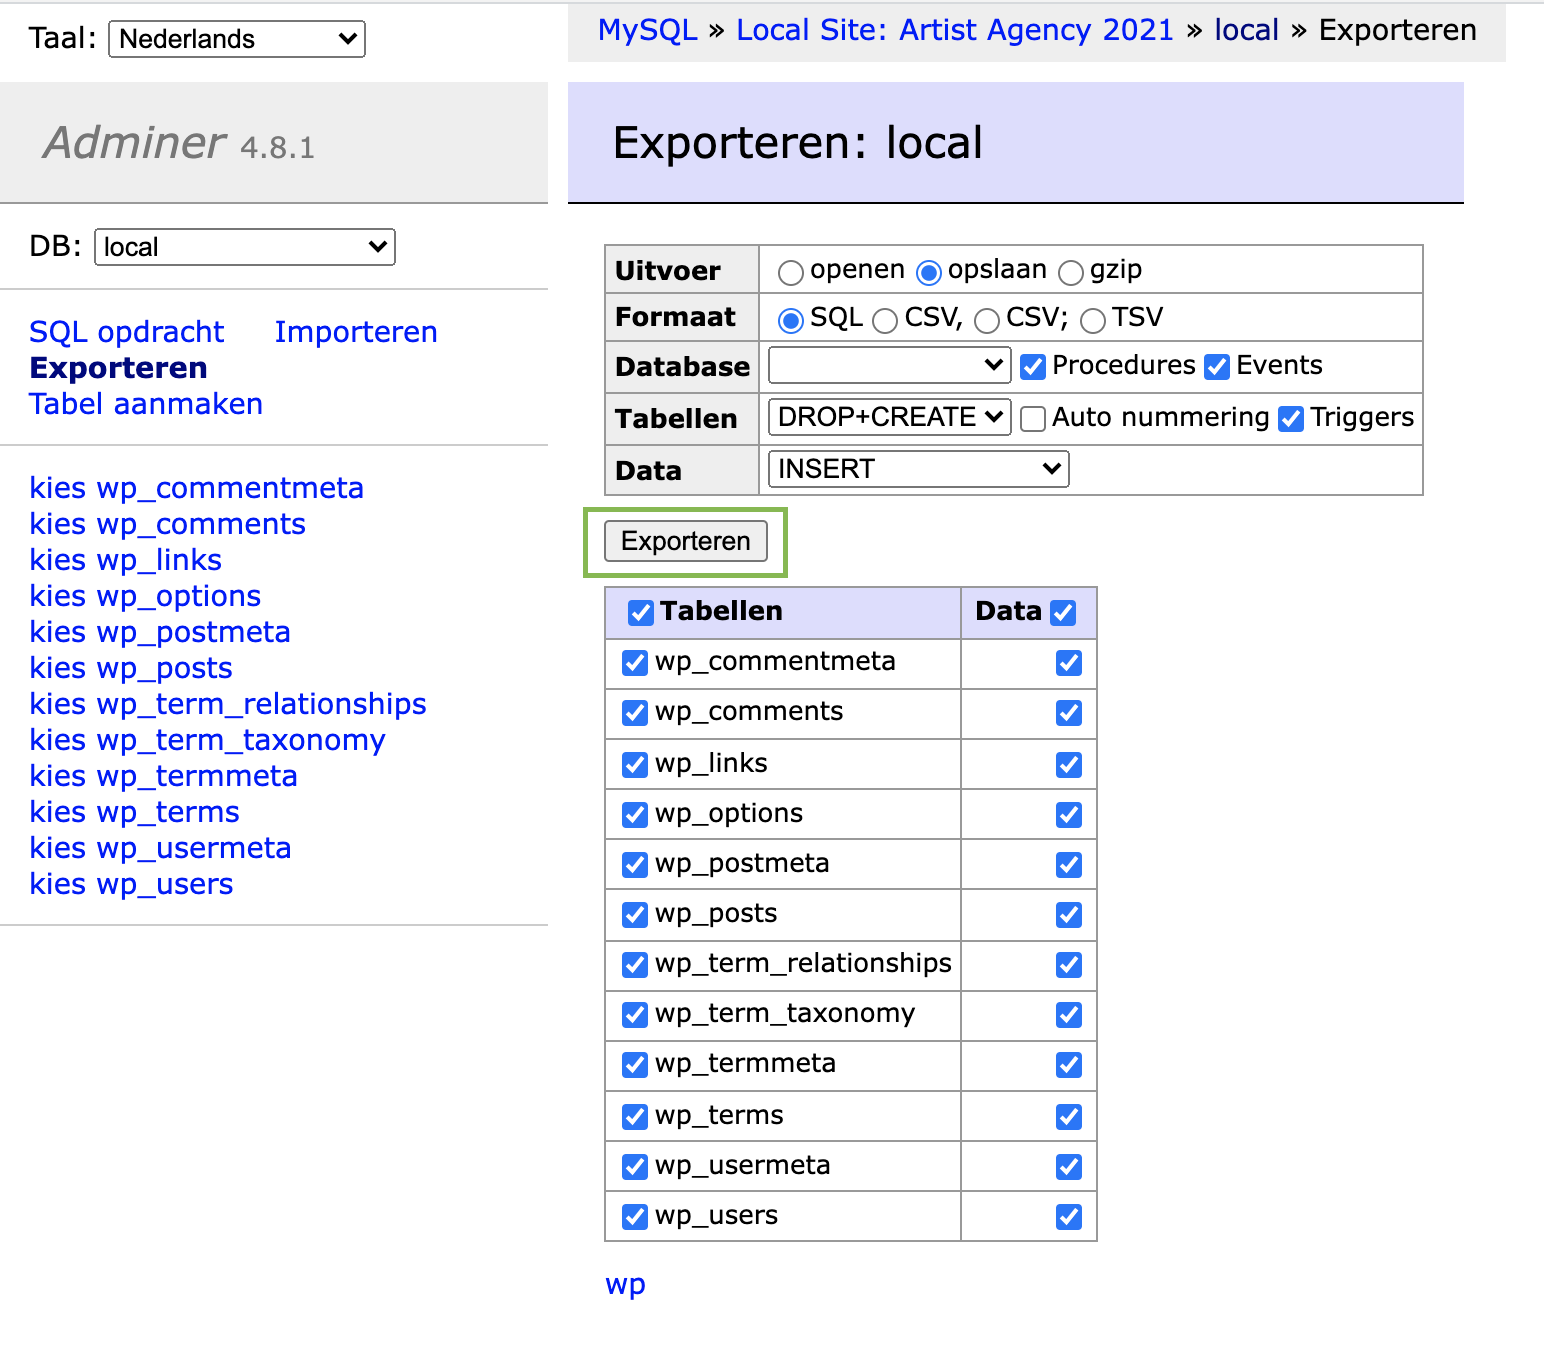 Taal: Nederlands
MySQL » Local Site: Artist Agency 2021 » local » Exporteren
Adminer 4.8.1
Exporteren: local
DB: local
SQL opdracht Importeren
Exporteren
Tabel aanmaken
kies wp_commentmeta
kies wp_comments
kies wp_links
kies wp_options
kies wp_postmeta
kies wp_posts
kies wp_term_relationships
kies wp_term_taxonomy
kies wp_termmeta
kies wp_terms
kies wp_usermeta
kies wp_users
Uitvoer openen opslaan gzip
Formaat SQL CSV, CSV; TSV
Database Procedures Events
Tabellen DROP+CREATE Auto nummering Triggers
Data INSERT
Exporteren
Tabellen Data
wp_commentmeta
wp_comments
wp_links
wp_options
wp_postmeta
wp_posts
wp_term_relationships
wp_term_taxonomy
wp_termmeta
wp_terms
wp_usermeta
wp_users
wp